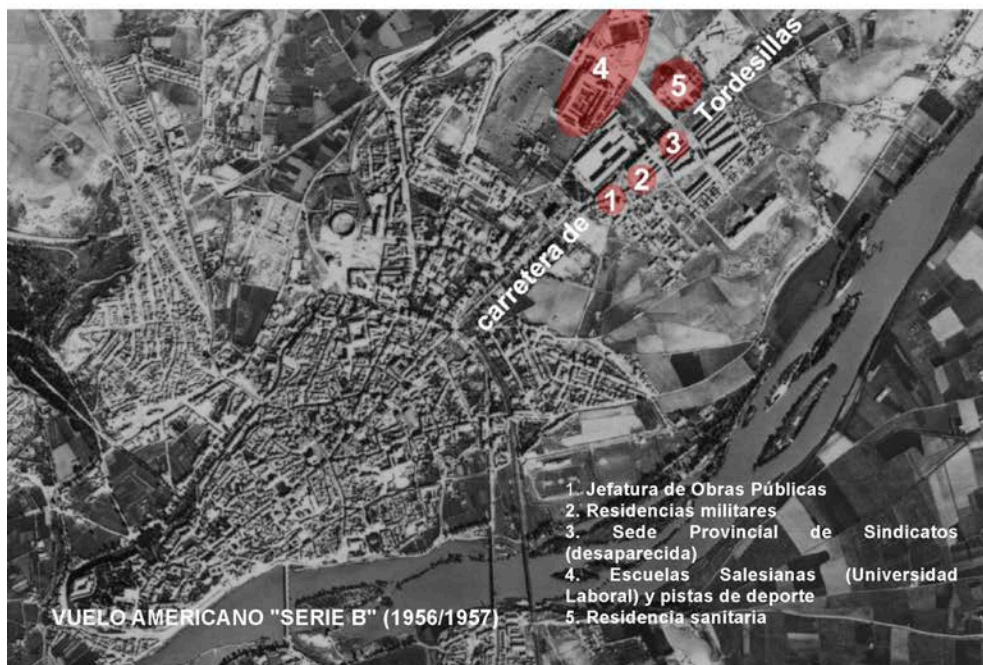 4
5
Tordesillas
3
2
1
carretera de
1. Jefatura de Obras Públicas
2. Residencias militares
3. Sede Provincial de Sindicatos
(desaparecida)
4. Escuelas Salesianas (Universidad
Laboral) y pistas de deporte
5. Residencia sanitaria
VUELO AMERICANO "SERIE B" (1956/1957)